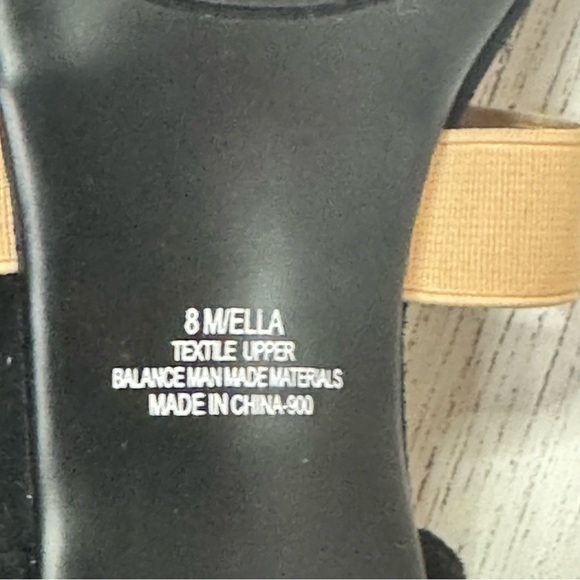 8 M/ELLA
TEXTILE UPPER
BALANCE MAN MADE MATERIALS
MADE IN CHINA-900